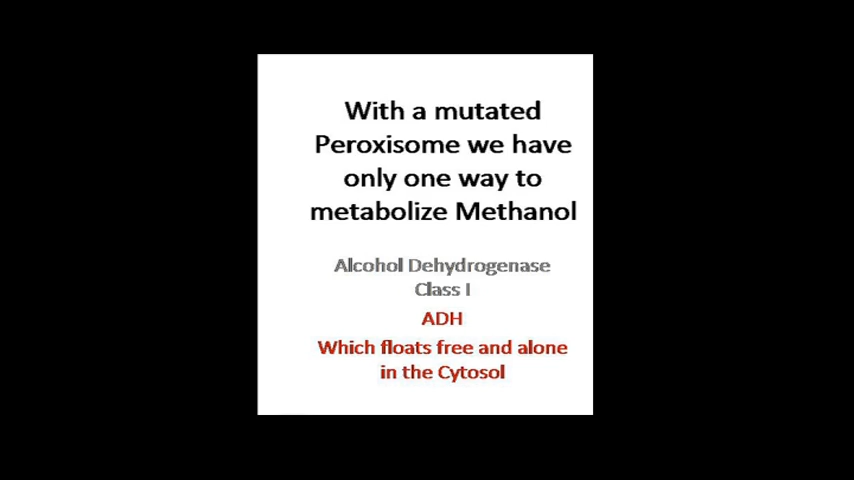 With a mutated
Peroxisome we have
only one way to
metabolize Methanol
Alcohol Dehydrogenase
Class I
ADH
Which floats free and alone
in the Cytosol